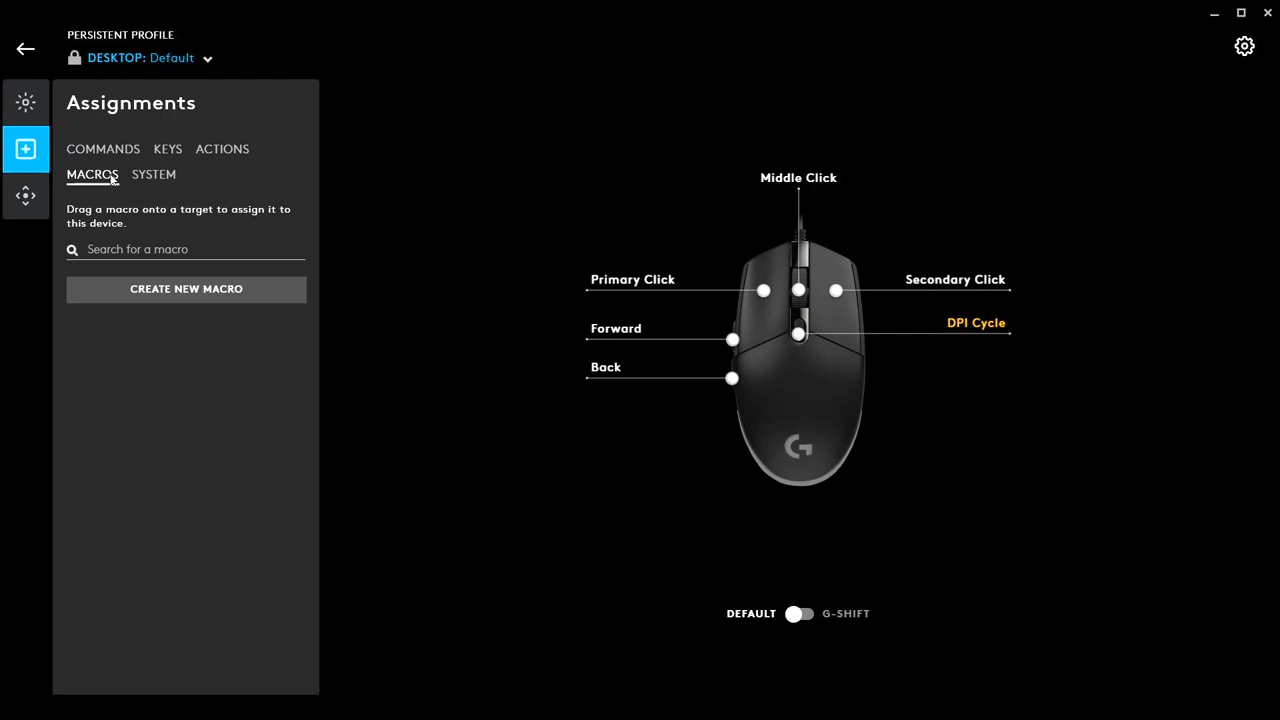 PERSISTENT PROFILE
DESKTOP: Default
Assignments
COMMANDS KEYS ACTIONS
MACROS SYSTEM
Drag a macro onto a target to assign it to
this device.
Search for a macro
CREATE NEW MACRO
Middle Click
Primary Click
Secondary Click
Forward
DPI Cycle
Back
DEFAULT G-SHIFT